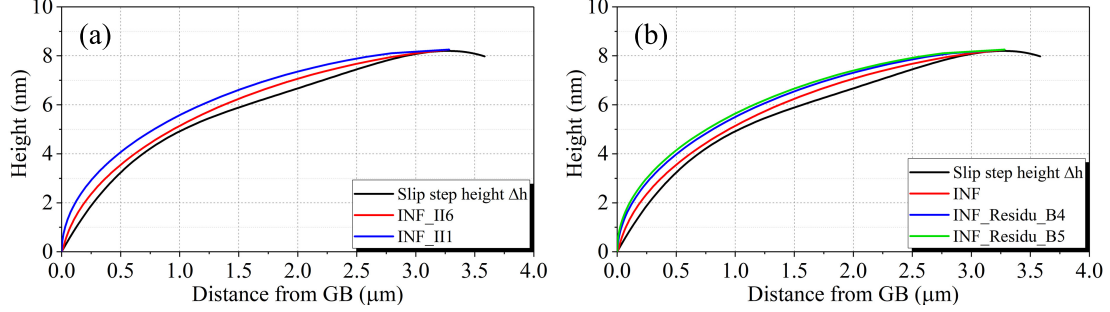 (a)
Height (nm)
10
8
6
4
2
0
0.0 0.5 1.0 1.5 2.0 2.5 3.0 3.5 4.0
Distance from GB (μm)
Slip step height Δh
INF_II6
INF_II1
(b)
Height (nm)
10
8
6
4
2
0
0.0 0.5 1.0 1.5 2.0 2.5 3.0 3.5 4.0
Distance from GB (μm)
Slip step height Δh
INF
INF_Residu_B4
INF_Residu_B5